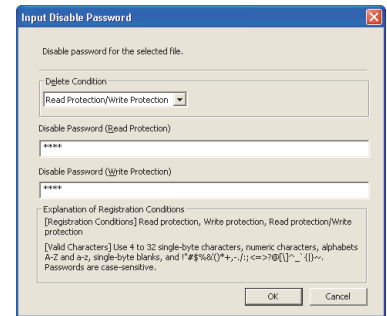 Input Disable Password
Disable password for the selected file.
Delete Condition
Read Protection/Write Protection
Disable Password (Read Protection)
****
Disable Password (Write Protection)
****
Explanation of Registration Conditions
[Registration Conditions] Read protection, Write protection, Read protection/Write
protection
[Valid Characters] Use 4 to 32 single-byte characters, numeric characters, alphabets
A-Z and a-z, single-byte blanks, and !"#$%&'()*+,-./:;<=>?@[\]^_`{|}~.
Passwords are case-sensitive.
OK
Cancel